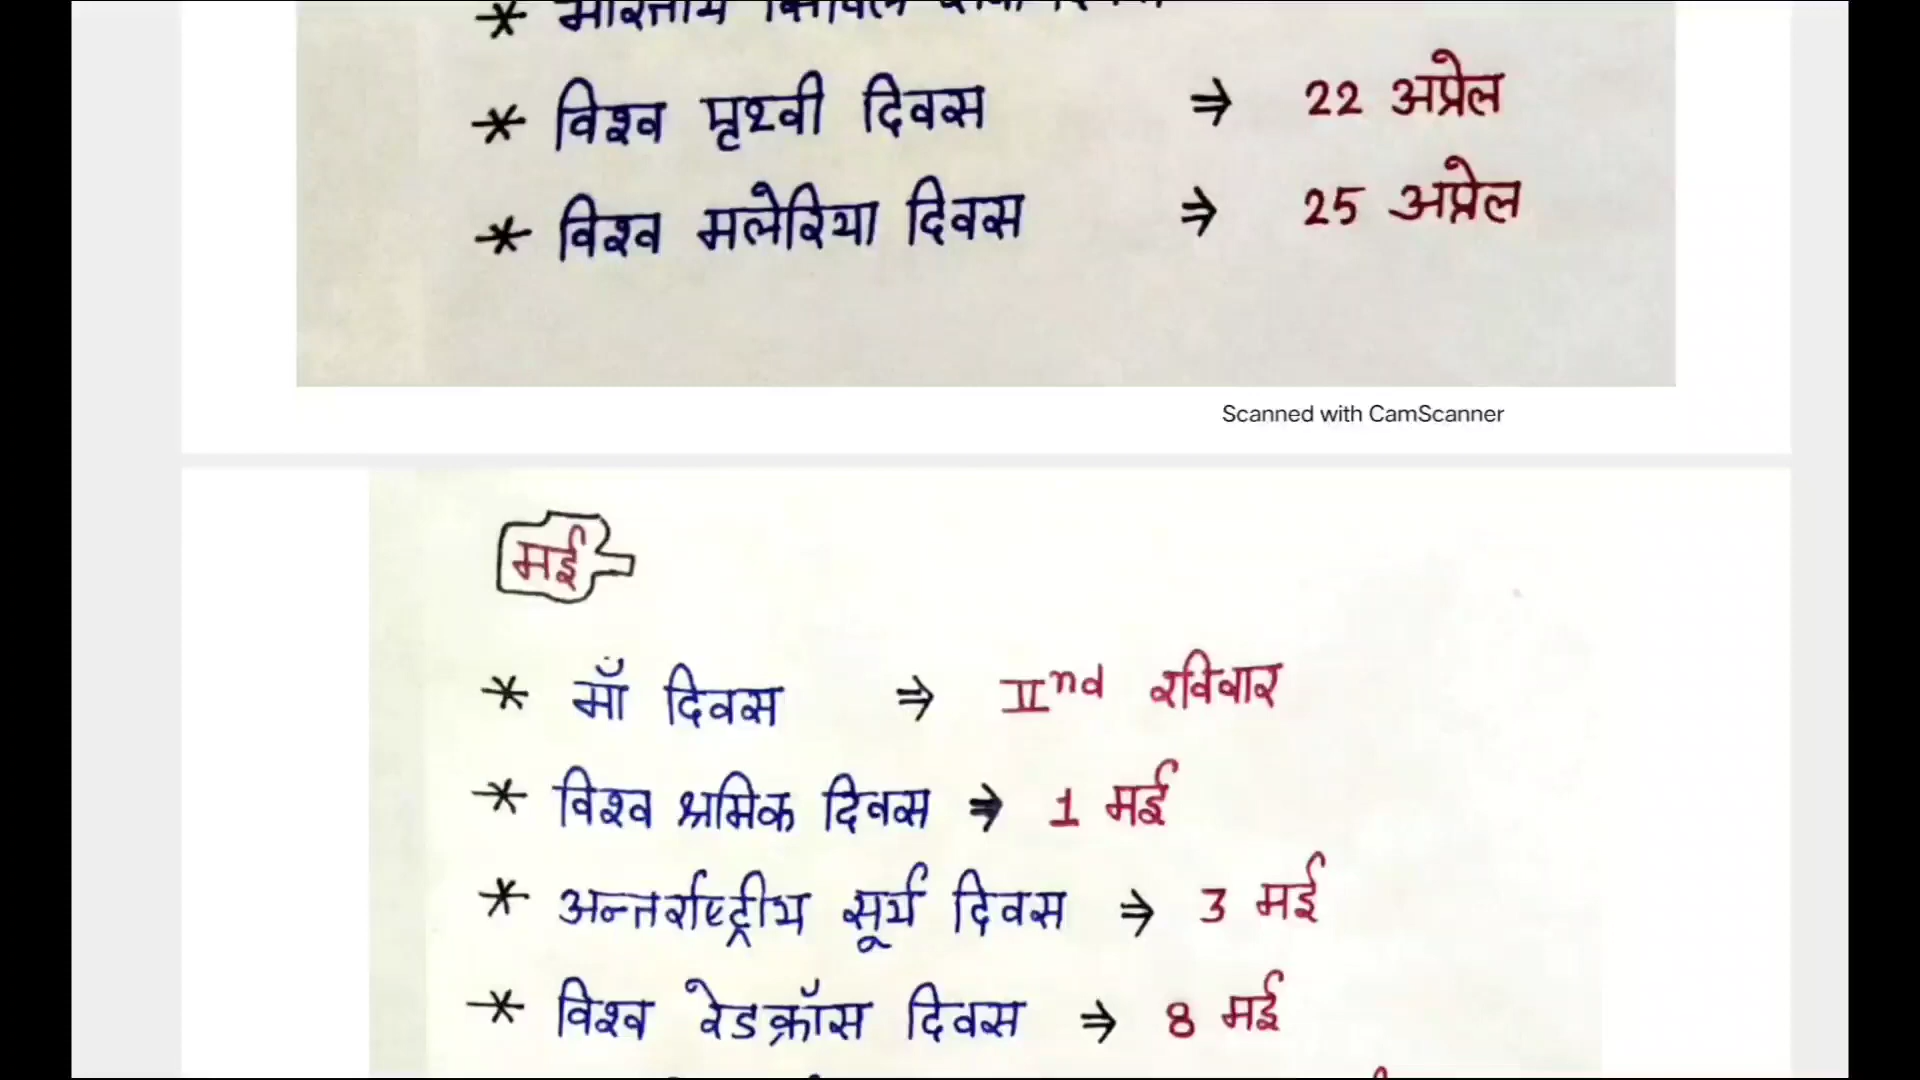 * विश्व पृथ्वी दिवस ⇒ 22 अप्रेल
* विश्व मलेरिया दिवस ⇒ 25 अप्रेल
Scanned with CamScanner
मई
* माँ दिवस ⇒ IInd रविवार
* विश्व श्रमिक दिवस ⇒ 1 मई
* अन्तर्राष्ट्रीय सूर्य दिवस ⇒ 3 मई
* विश्व रेडक्रॉस दिवस ⇒ 8 मई